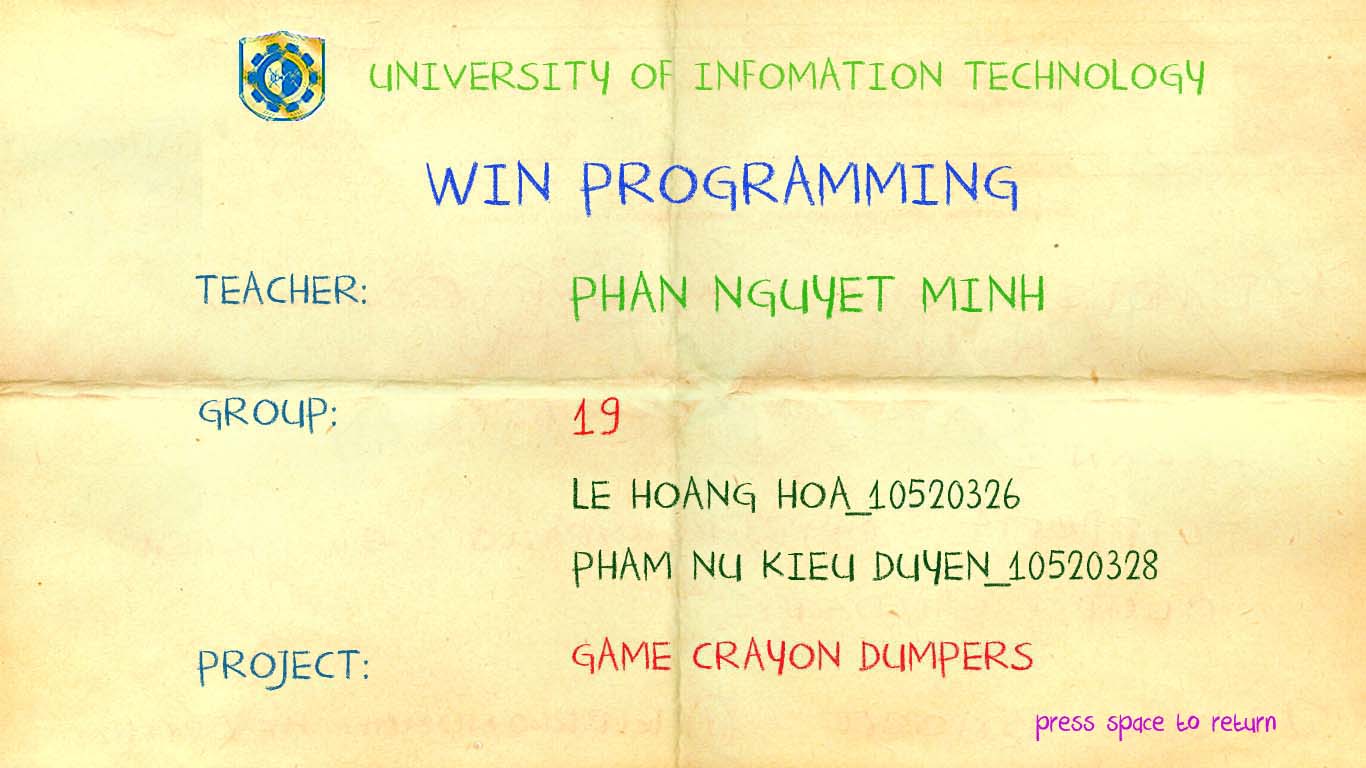 UNIVERSITY OF INFOMATION TECHNOLOGY
WIN PROGRAMMING
TEACHER: PHAN NGUYET MINH
GROUP: 19
LE HOANG HOA_10520326
PHAM NU KIEU DUYEN_10520328
PROJECT: GAME CRAYON DUMPERS
press space to return